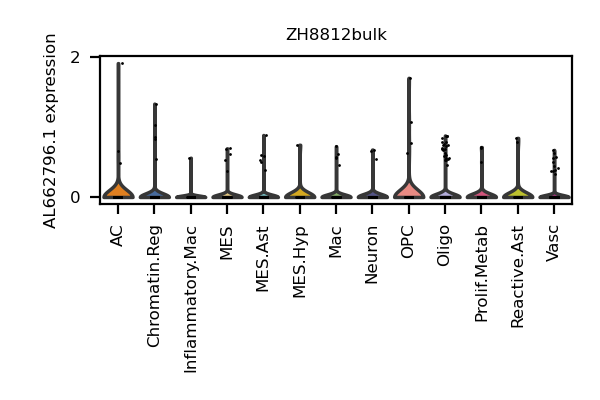 ZH8812bulk
AL662796.1 expression
2
0
AC
Chromatin.Reg
Inflammatory.Mac
MES
MES.Ast
MES.Hyp
Mac
Neuron
OPC
Oligo
Prolif.Metab
Reactive.Ast
Vasc